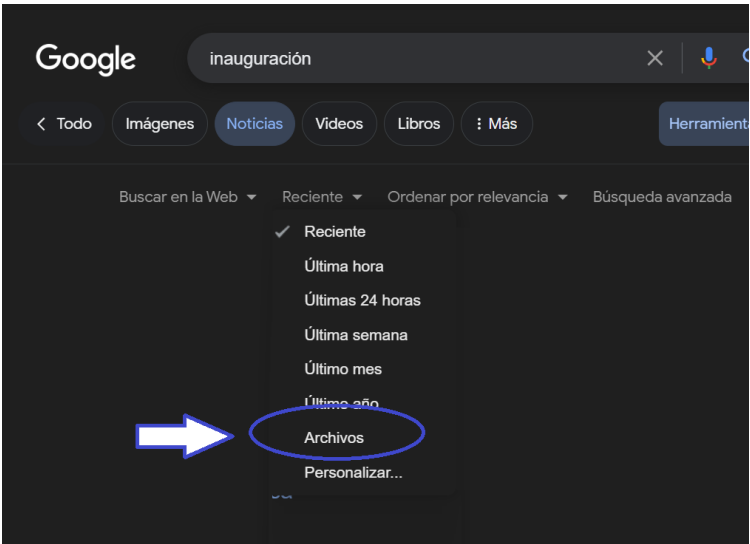 Google
inauguración
Todo
Imágenes
Noticias
Videos
Libros
Más
Buscar en la Web
Reciente
Ordenar por relevancia
Búsqueda avanzada
Reciente
Última hora
Últimas 24 horas
Última semana
Último mes
Último año
Archivos
Personalizar...